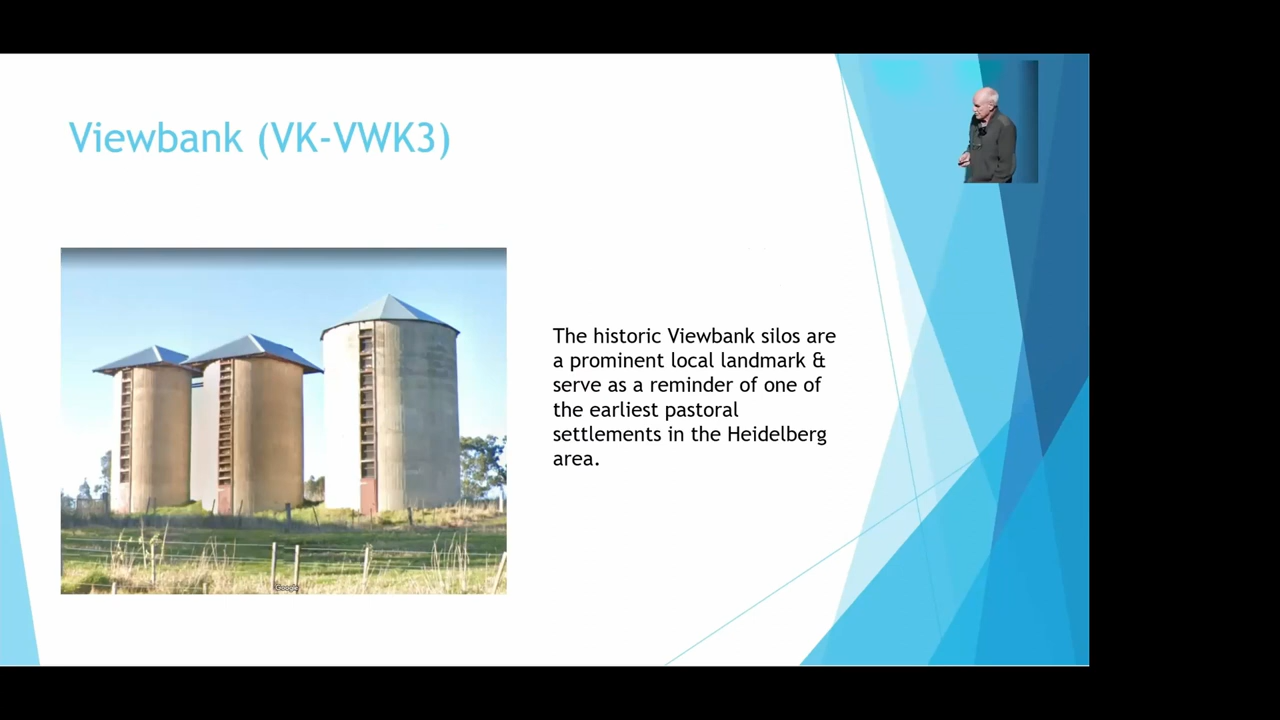 Viewbank (VK-VWK3)
The historic Viewbank silos are
a prominent local landmark &
serve as a reminder of one of
the earliest pastoral
settlements in the Heidelberg
area.
Google